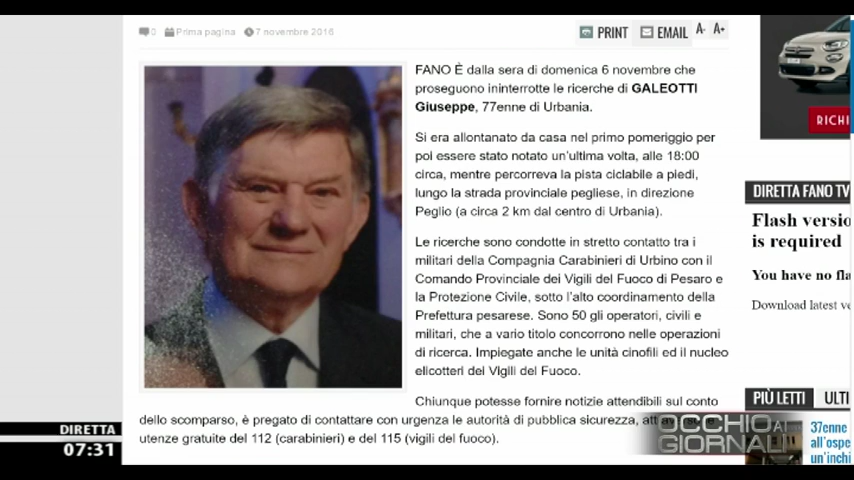 0 Prima pagina 7 novembre 2016
PRINT EMAIL A- A+
FANO È dalla sera di domenica 6 novembre che
proseguono ininterrotte le ricerche di GALEOTTI
Giuseppe, 77enne di Urbania.
Si era allontanato da casa nel primo pomeriggio per
poi essere stato notato un'ultima volta, alle 18:00
circa, mentre percorreva la pista ciclabile a piedi,
lungo la strada provinciale pegliese, in direzione
Peglio (a circa 2 km dal centro di Urbania).
Le ricerche sono condotte in stretto contatto tra i
militari della Compagnia Carabinieri di Urbino con il
Comando Provinciale dei Vigili del Fuoco di Pesaro e
la Protezione Civile, sotto l'alto coordinamento della
Prefettura pesarese. Sono 50 gli operatori, civili e
militari, che a vario titolo concorrono nelle operazioni
di ricerca. Impiegate anche le unità cinofili ed il nucleo
elicotteri dei Vigili del Fuoco.
Chiunque potesse fornire notizie attendibili sul conto
dello scomparso, è pregato di contattare con urgenza le autorità di pubblica sicurezza,
utenze gratuite del 112 (carabinieri) e del 115 (vigili del fuoco).
RICHI
DIRETTA FANO TV
Flash versio
is required
You have no fla
Download latest ve
PIÙ LETTI ULTI
37enne
all'ospe
un'inchi
DIRETTA
07:31
OCCHIO AI
GIORNALI